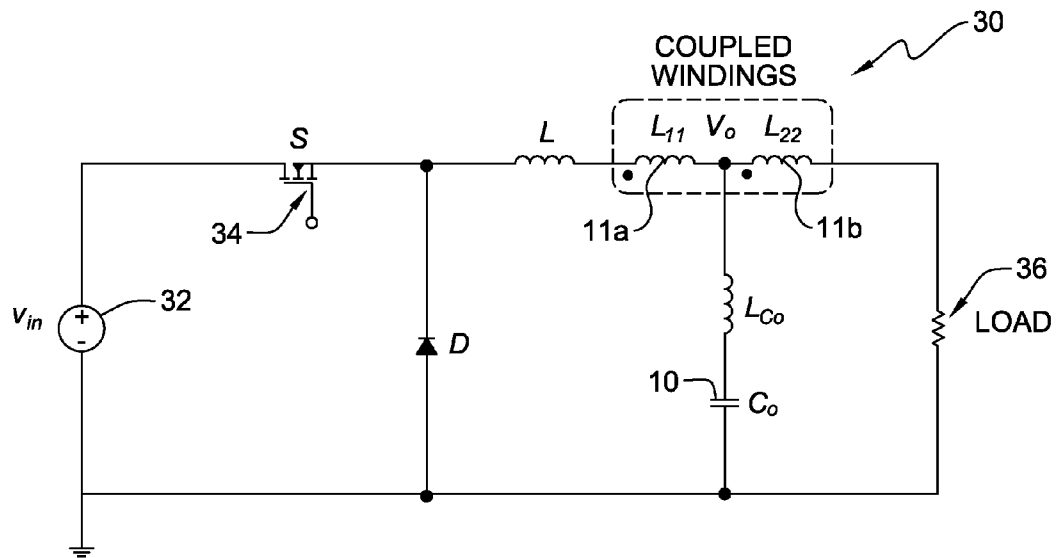 30
COUPLED
WINDINGS
S
L
L11
Vo
L22
34
11a
11b
36
32
vin
+
-
D
LCo
LOAD
10
Co